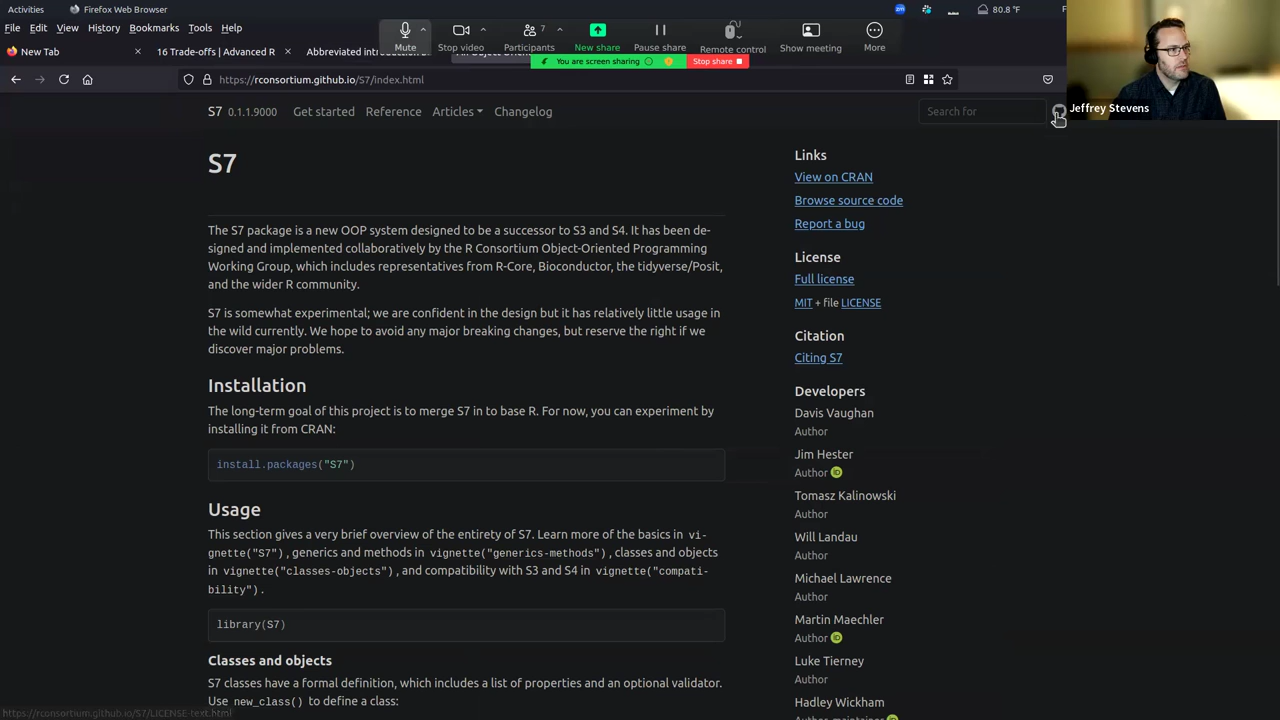 Activities
Firefox Web Browser
80.8 °F
File Edit View History Bookmarks Tools Help
Mute
Stop video
7
Participants
New share
Pause share
Remote control
Show meeting
More
New Tab
16 Trade-offs | Advanced R
Abbreviated
You are screen sharing
Stop share
https://rconsortium.github.io/S7/index.html
Jeffrey Stevens
S7 0.1.1.9000 Get started Reference Articles Changelog
Search for
S7
The S7 package is a new OOP system designed to be a successor to S3 and S4. It has been de-
signed and implemented collaboratively by the R Consortium Object-Oriented Programming
Working Group, which includes representatives from R-Core, Bioconductor, the tidyverse/Posit,
and the wider R community.
S7 is somewhat experimental; we are confident in the design but it has relatively little usage in
the wild currently. We hope to avoid any major breaking changes, but reserve the right if we
discover major problems.
Installation
The long-term goal of this project is to merge S7 in to base R. For now, you can experiment by
installing it from CRAN:
install.packages("S7")
Usage
This section gives a very brief overview of the entirety of S7. Learn more of the basics in vi-
gnette("S7"), generics and methods in vignette("generics-methods"), classes and objects
in vignette("classes-objects"), and compatibility with S3 and S4 in vignette("compati-
bility").
library(S7)
Classes and objects
S7 classes have a formal definition, which includes a list of properties and an optional validator.
Use new_class() to define a class:
Links
View on CRAN
Browse source code
Report a bug
License
Full license
MIT + file LICENSE
Citation
Citing S7
Developers
Davis Vaughan
Author
Jim Hester
Author
Tomasz Kalinowski
Author
Will Landau
Author
Michael Lawrence
Author
Martin Maechler
Author
Luke Tierney
Author
Hadley Wickham
https://rconsortium.github.io/S7/LICENSE-text.html